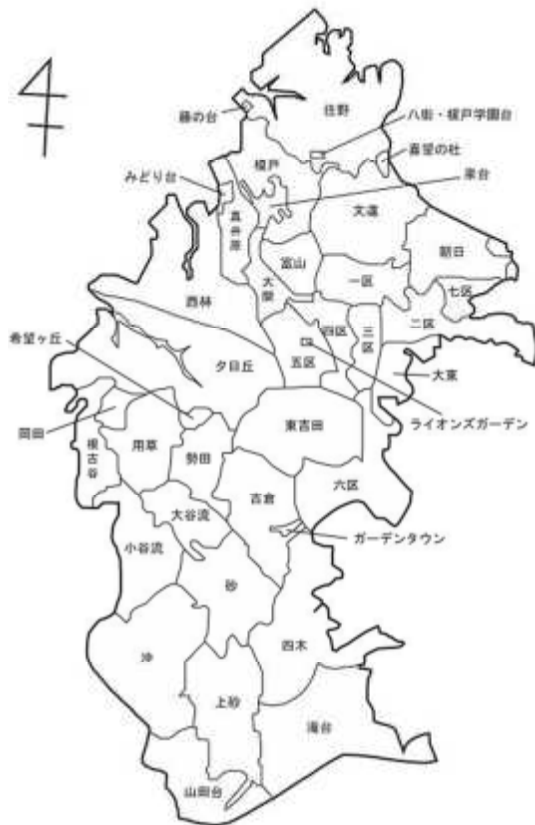 住野
藤の台
八街・榎戸学園台
喜望の杜
榎戸
泉台
みどり台
真井原
文違
朝日
富山
一区
七区
大関
西林
二区
四区
三区
希望ヶ丘
五区
夕日丘
大東
ライオンズガーデン
岡田
東吉田
根古谷
用草
勢田
六区
吉倉
大谷流
ガーデンタウン
小谷流
砂
四木
沖
上砂
滝台
山田台